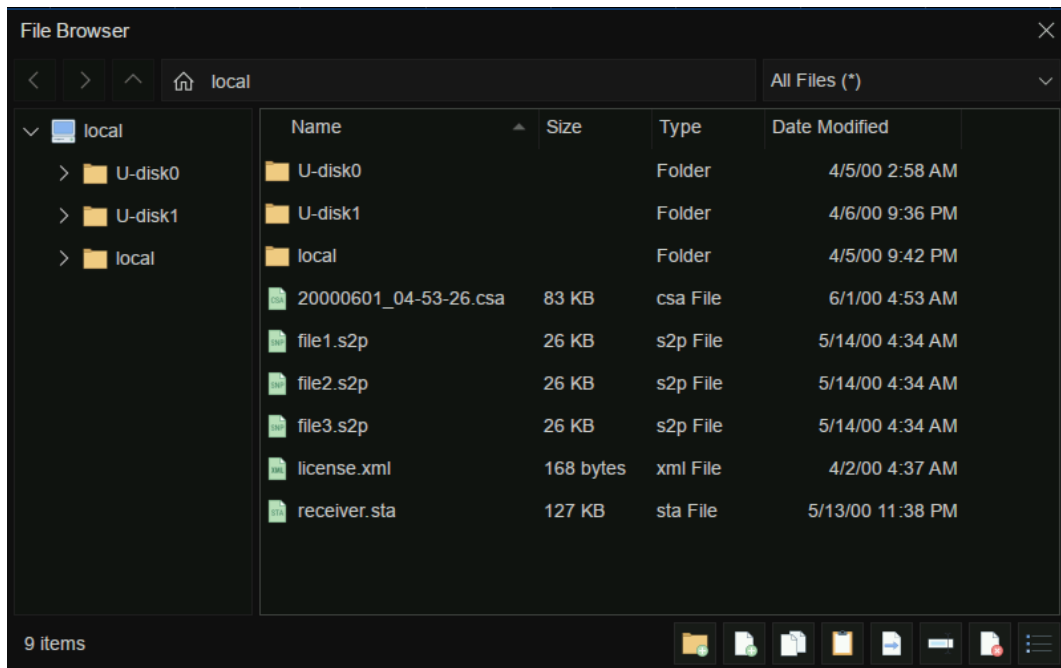 File Browser
local
All Files (*)
local
U-disk0
U-disk1
local
Name Size Type Date Modified
U-disk0 Folder 4/5/00 2:58 AM
U-disk1 Folder 4/6/00 9:36 PM
local Folder 4/5/00 9:42 PM
CSA 20000601_04-53-26.csa 83 KB csa File 6/1/00 4:53 AM
SNP file1.s2p 26 KB s2p File 5/14/00 4:34 AM
SNP file2.s2p 26 KB s2p File 5/14/00 4:34 AM
SNP file3.s2p 26 KB s2p File 5/14/00 4:34 AM
XML license.xml 168 bytes xml File 4/2/00 4:37 AM
STA receiver.sta 127 KB sta File 5/13/00 11:38 PM
9 items